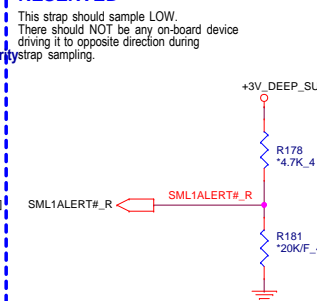 This strap should sample LOW.
There should NOT be any on-board device
driving it to opposite direction during
strap sampling.
+3V_DEEP_SU
R178
*4.7K_4
SML1ALERT#_R
SML1ALERT#_R
R181
*20K/F_